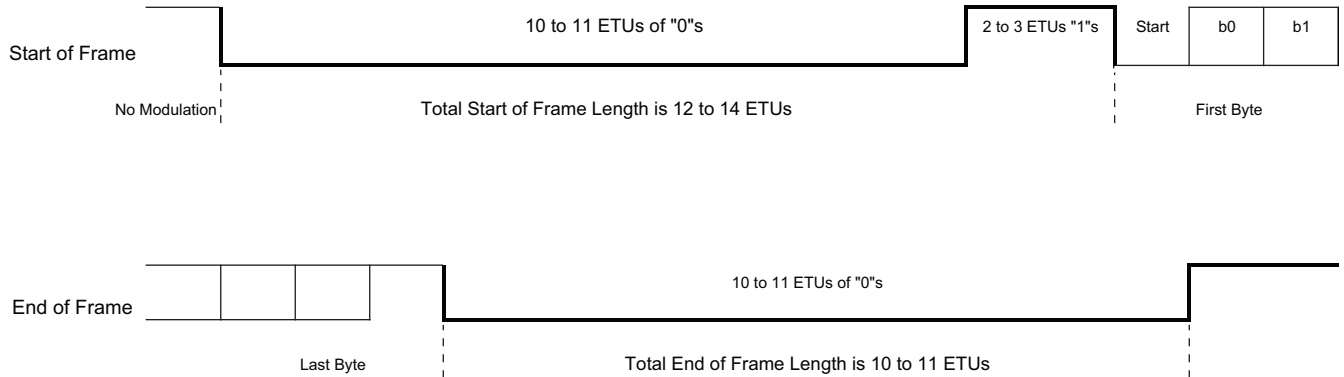 10 to 11 ETUs of "0"s
2 to 3 ETUs "1"s
Start
b0
b1
Start of Frame
No Modulation
Total Start of Frame Length is 12 to 14 ETUs
First Byte
10 to 11 ETUs of "0"s
End of Frame
Last Byte
Total End of Frame Length is 10 to 11 ETUs